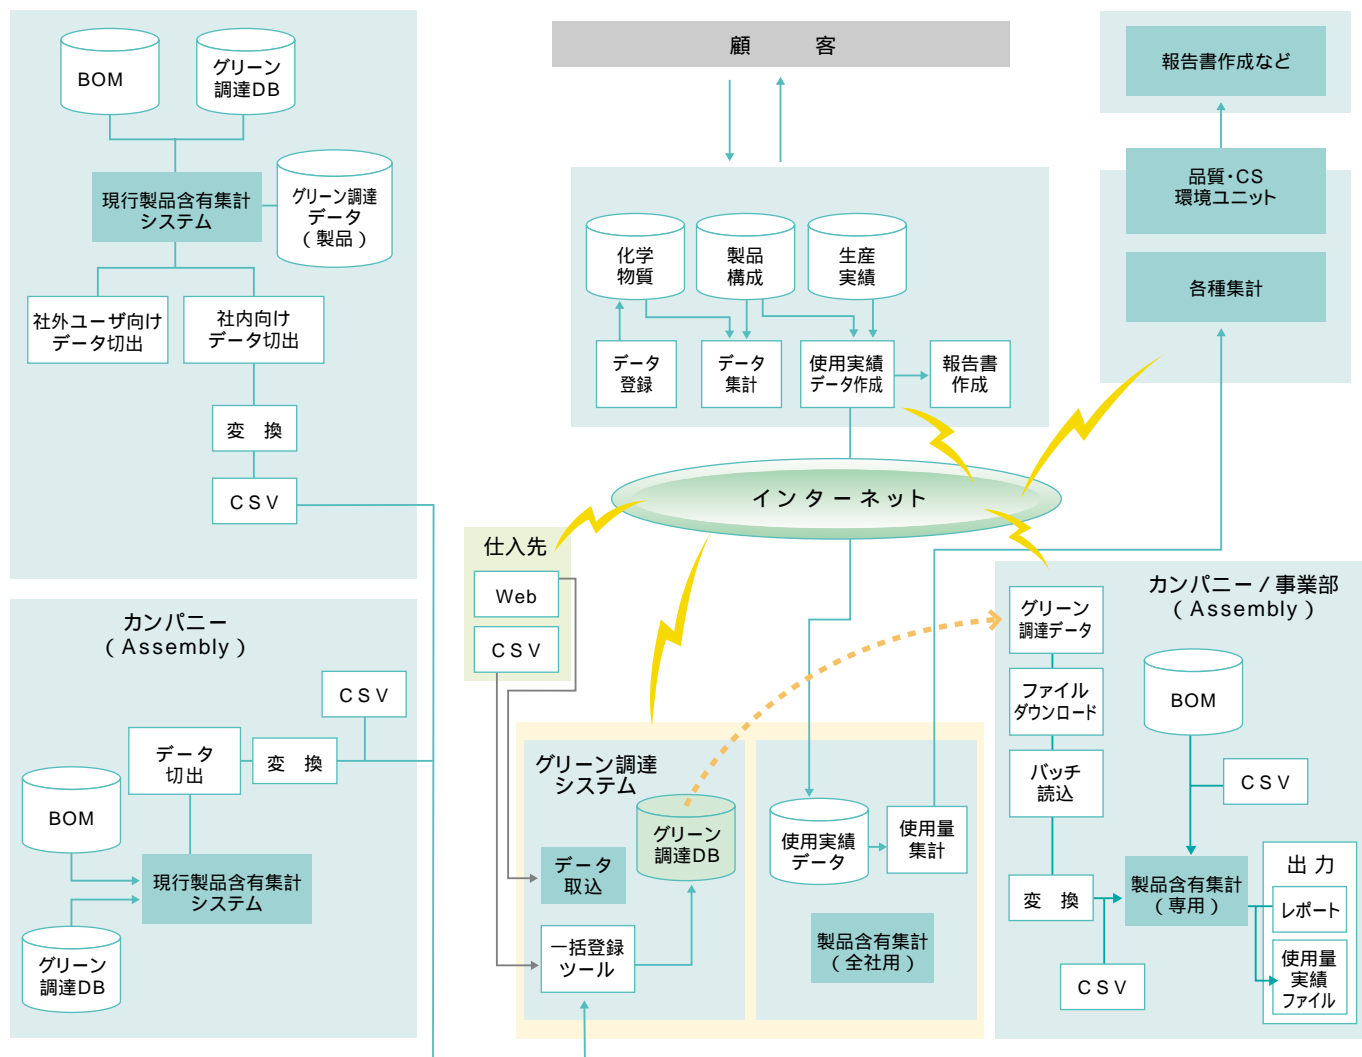 BOM
グリーン
調達DB
現行製品含有集計
システム
グリーン調達
データ
（製品）
社外ユーザ向け
データ切出
社内向け
データ切出
変　換
CSV
カンパニー
（Assembly）
CSV
データ
切出
変　換
BOM
現行製品含有集計
システム
グリーン
調達DB
顧　　客
化学
物質
製品
構成
生産
実績
データ
登録
データ
集計
使用実績
データ作成
報告書
作成
インターネット
仕入先
Web
CSV
グリーン調達
システム
グリーン
調達DB
データ
取込
一括登録
ツール
使用実績
データ
使用量
集計
製品含有集計
（全社用）
報告書作成など
品質・CS
環境ユニット
各種集計
カンパニー / 事業部
（Assembly）
グリーン
調達データ
ファイル
ダウンロード
バッチ
読込
変　換
CSV
BOM
CSV
製品含有集計
（専用）
出力
レポート
使用量
実績
ファイル